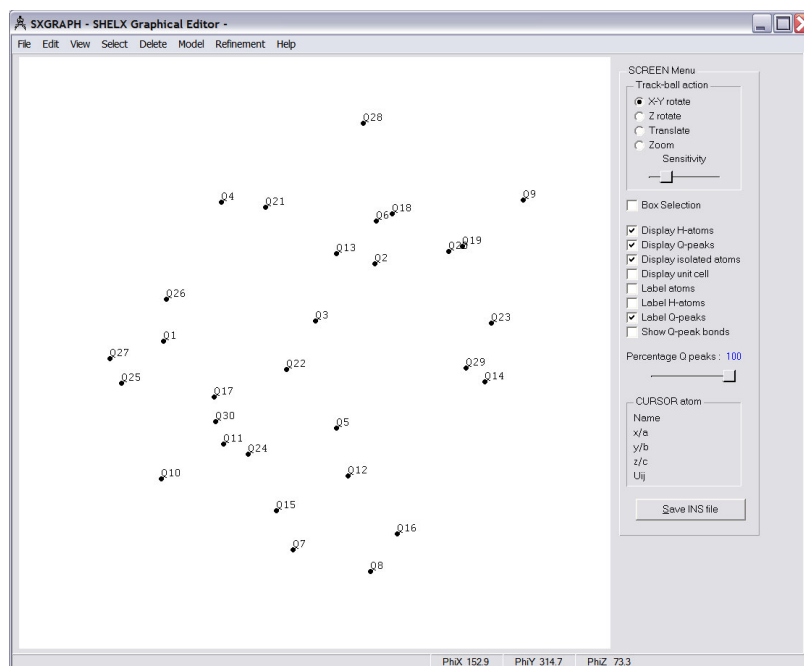 SXGRAPH - SHELX Graphical Editor -
File Edit View Select Delete Model Refinement Help
Q28
Q4
Q21
Q6
Q18
Q9
Q13
Q2
Q19
Q26
Q3
Q23
Q1
Q27
Q25
Q22
Q29
Q14
Q17
Q30
Q11
Q24
Q5
Q10
Q12
Q15
Q16
Q7
Q8
SCREEN Menu
Track-ball action
X-Y rotate
Z rotate
Translate
Zoom
Sensitivity
Box Selection
Display H-atoms
Display Q-peaks
Display isolated atoms
Display unit cell
Label atoms
Label H-atoms
Label Q-peaks
Show Q-peak bonds
Percentage Q peaks : 100
CURSOR atom
Name
x/a
y/b
z/c
Uij
Save INS file
PhiX 152.9 PhiY 314.7 PhiZ 73.3